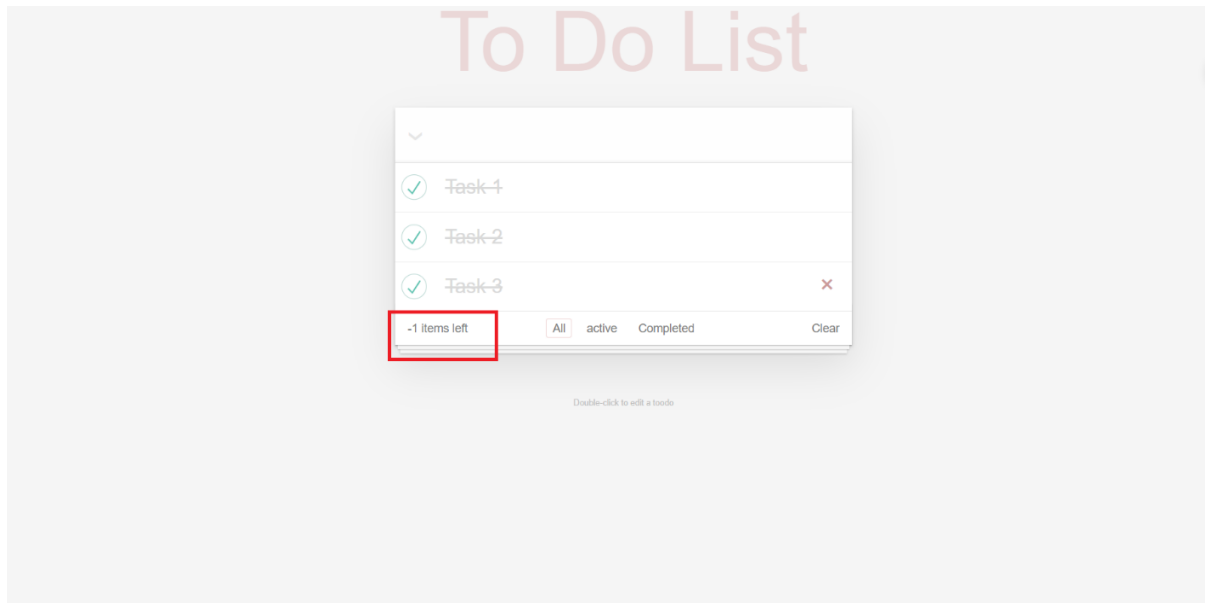 To Do List
Task 1
Task 2
Task 3
-1 items left All active Completed Clear
Double-click to edit a toodo